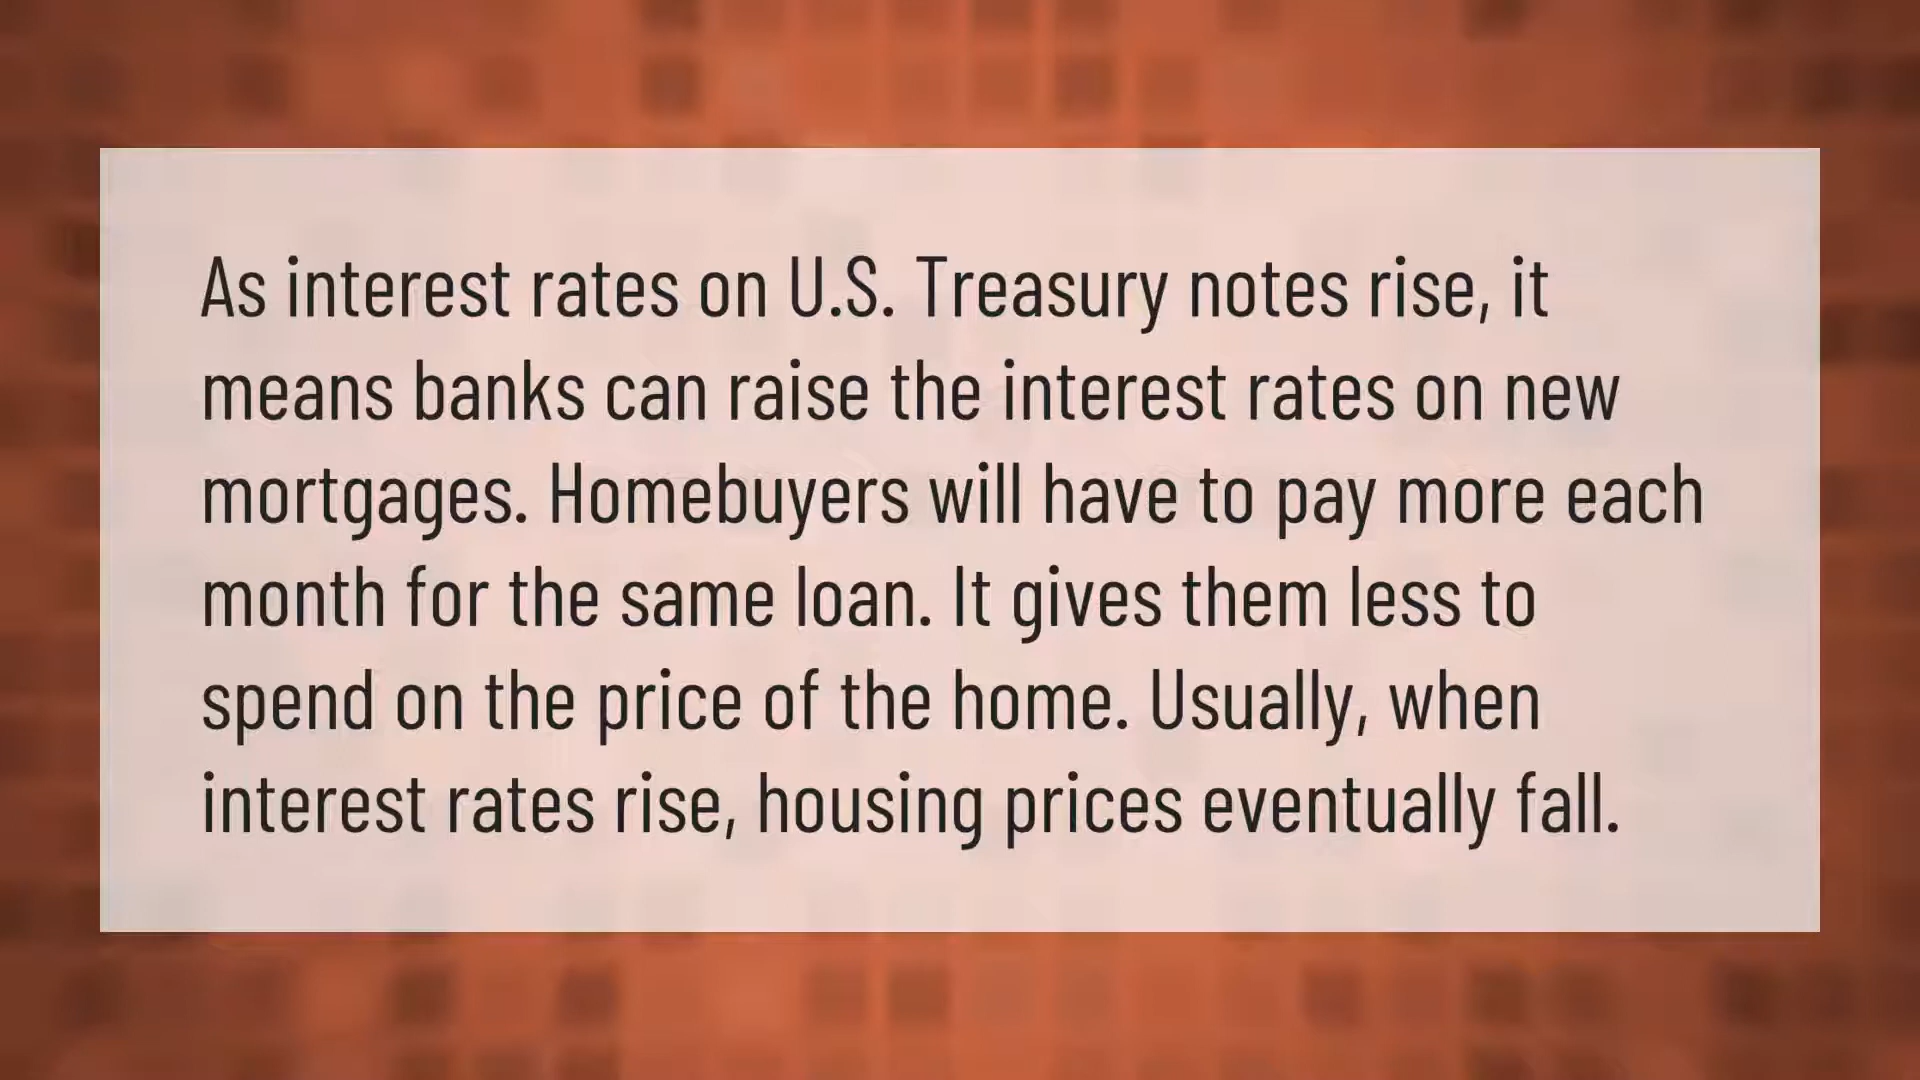 As interest rates on U.S. Treasury notes rise, it
means banks can raise the interest rates on new
mortgages. Homebuyers will have to pay more each
month for the same loan. It gives them less to
spend on the price of the home. Usually, when
interest rates rise, housing prices eventually fall.